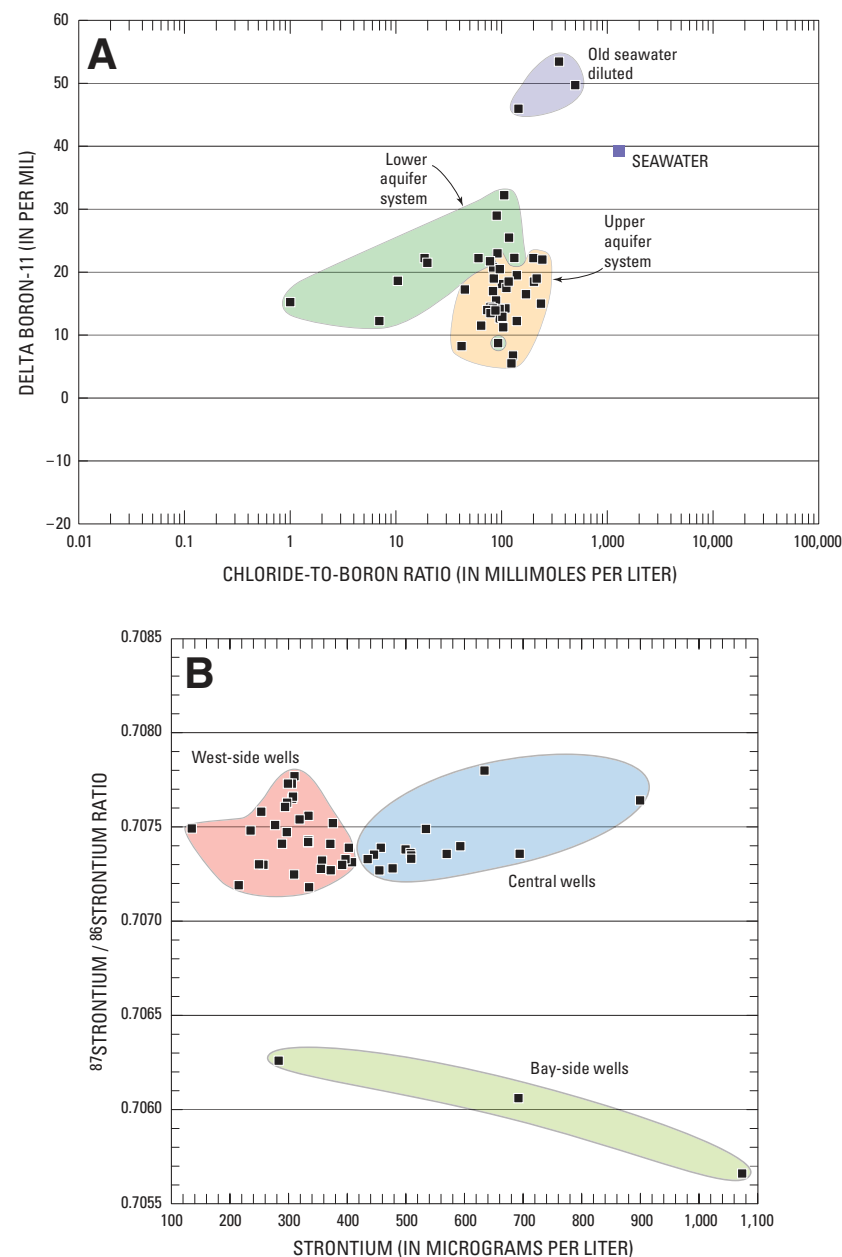 A
60
50
40
30
20
10
0
–10
–20
DELTA BORON-11 (IN PER MIL)
Old seawater
diluted
SEAWATER
Lower
aquifer
system
Upper
aquifer
system
0.01 0.1 1 10 100 1,000 10,000 100,000
CHLORIDE-TO-BORON RATIO (IN MILLIMOLES PER LITER)
B
0.7085
0.7080
0.7075
0.7070
0.7065
0.7060
0.7055
87STRONTIUM / 86STRONTIUM RATIO
West-side wells
Central wells
Bay-side wells
100 200 300 400 500 600 700 800 900 1,000 1,100
STRONTIUM (IN MICROGRAMS PER LITER)